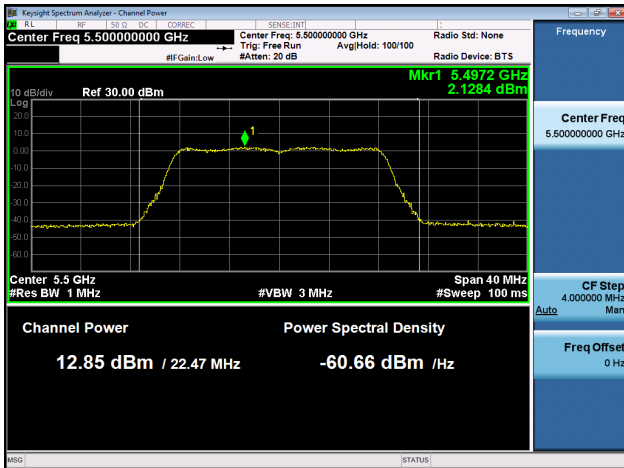 Keysight Spectrum Analyzer - Channel Power
RL RF 50 Ω DC CORREC SENSE:INT
Center Freq 5.500000000 GHz
Center Freq: 5.500000000 GHz
Radio Std: None
Trig: Free Run Avg|Hold: 100/100
#IFGain:Low
#Atten: 20 dB
Radio Device: BTS
Mkr1 5.4972 GHz
2.1284 dBm
10 dB/div Ref 30.00 dBm
Log
20.0
10.0
0.00
-10.0
-20.0
-30.0
-40.0
-50.0
-60.0
1
Center 5.5 GHz Span 40 MHz
#Res BW 1 MHz #VBW 3 MHz #Sweep 100 ms
Channel Power Power Spectral Density
12.85 dBm / 22.47 MHz -60.66 dBm /Hz
MSG STATUS
Frequency
Center Freq
5.500000000 GHz
CF Step
4.000000 MHz
Auto Man
Freq Offset
0 Hz